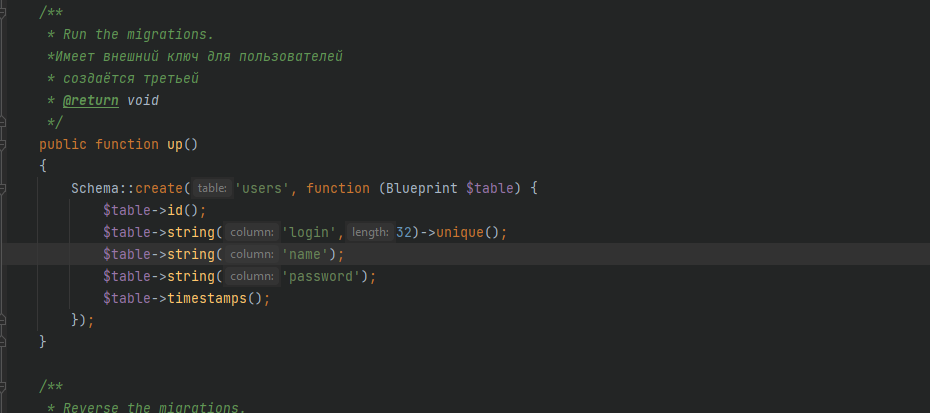 /**
* Run the migrations.
*Имеет внешний ключ для пользователей
* создаётся третьей
* @return void
*/
public function up()
{
Schema::create( table: 'users', function (Blueprint $table) {
$table->id();
$table->string( column: 'login', length: 32)->unique();
$table->string( column: 'name');
$table->string( column: 'password');
$table->timestamps();
});
}
/**
* Reverse the migrations.